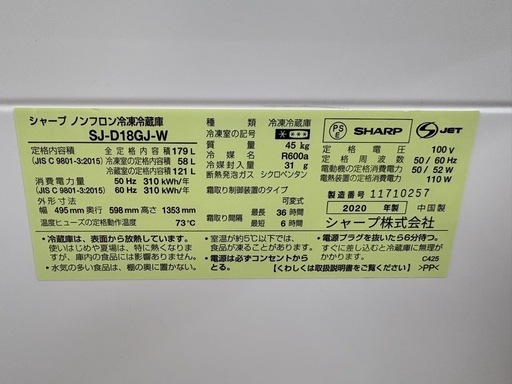 シャープ ノンフロン冷凍冷蔵庫
SJ-D18GJ-W
定格内容積 全定格内容積 179 L
(JIS C 9801-3:2015) 冷凍室の定格内容積 58 L
冷蔵室の定格内容積 121 L
消費電力量 50 Hz 310 kWh/年
(JIS C 9801-3:2015) 60 Hz 310 kWh/年
外形寸法
幅 495 mm 奥行 598 mm 高さ 1353 mm
温度ヒューズの定格動作温度 73℃
種類 冷凍冷蔵庫
冷凍室の記号
質量 45 kg
冷媒 R600a
冷媒封入量 31 g
断熱発泡ガス シクロペンタン
霜取り制御装置のタイプ
可変式
霜取り間隔 最長 36 時間
最短 6 時間
PS
E
SHARP
S JET
定格電圧 100 V
定格周波数 50 / 60 Hz
電動機の定格消費電力 50 / 52 W
電熱装置の定格消費電力 110 W
製造番号 11710257
2020 年製 中国製
シャープ株式会社
・冷蔵庫は、表面から放熱しています。
使いはじめや夏場は、特に熱くなりま
すが、庫内の食品には影響ありません。
・水気の多い食品は、棚の奥に置かない。
・室温が約5℃以下では、
食品は凍ることがあります。
・電源は必ずコンセントから
とる。
・電源プラグを抜いたら6分待つ。
すぐに差し込むと冷蔵庫に無理が
かかり、故障の原因。 C425
【くわしくは取扱説明書をご覧ください】 >PP<